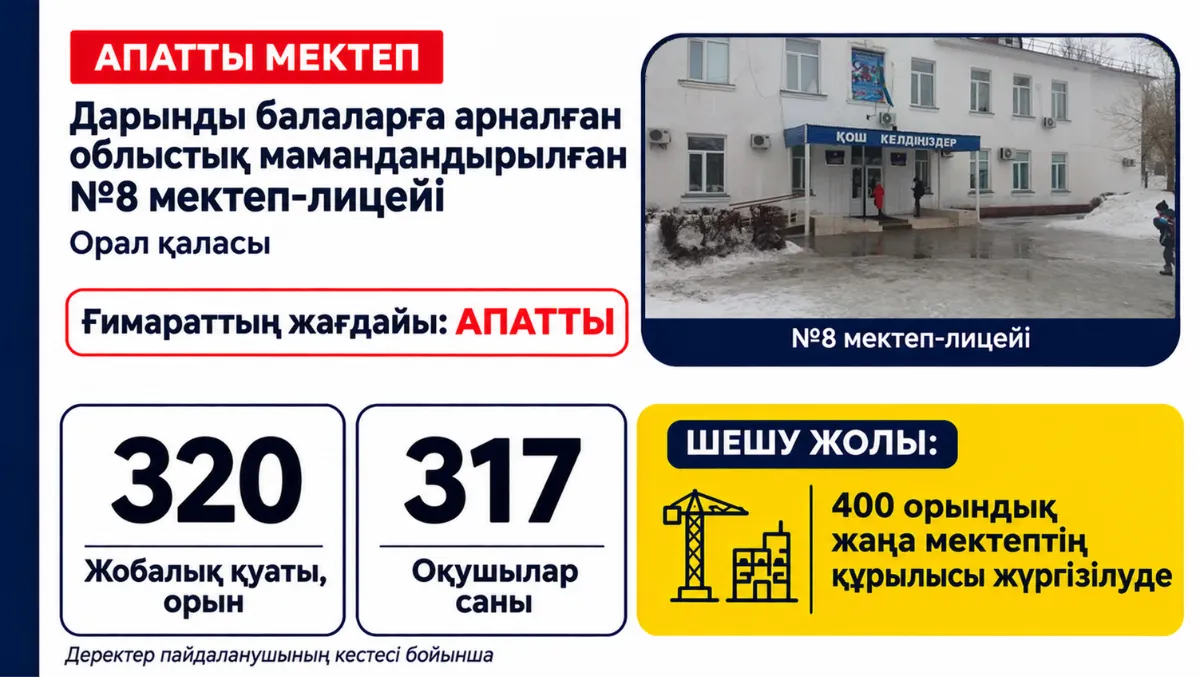 АПАТТЫ МЕКТЕП
Дарынды балаларға арналған
облыстық мамандандырылған
№8 мектеп-лицейі
Орал қаласы
Ғимараттың жағдайы: АПАТТЫ
ҚОШ КЕЛДІҢІЗДЕР
№8 мектеп-лицейі
320
Жобалық қуаты,
орын
317
Оқушылар
саны
ШЕШУ ЖОЛЫ:
400 орындық
жаңа мектептің
құрылысы жүргізілуде
Деректер пайдаланушының кестесі бойынша